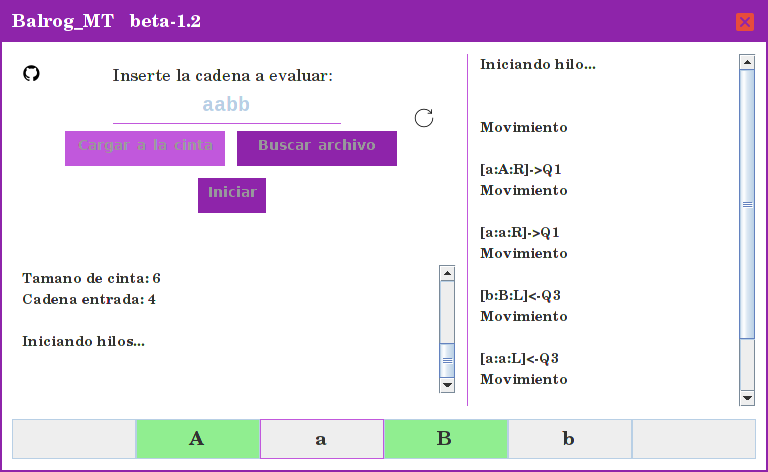 Balrog_MT beta-1.2
Inserte la cadena a evaluar:
aabb
Cargar a la cinta
Buscar archivo
Iniciar
Tamano de cinta: 6
Cadena entrada: 4
Iniciando hilos...
Iniciando hilo...
Movimiento
[a:A:R]->Q1
Movimiento
[a:a:R]->Q1
Movimiento
[b:B:L]<-Q3
Movimiento
[a:a:L]<-Q3
Movimiento
A a B b